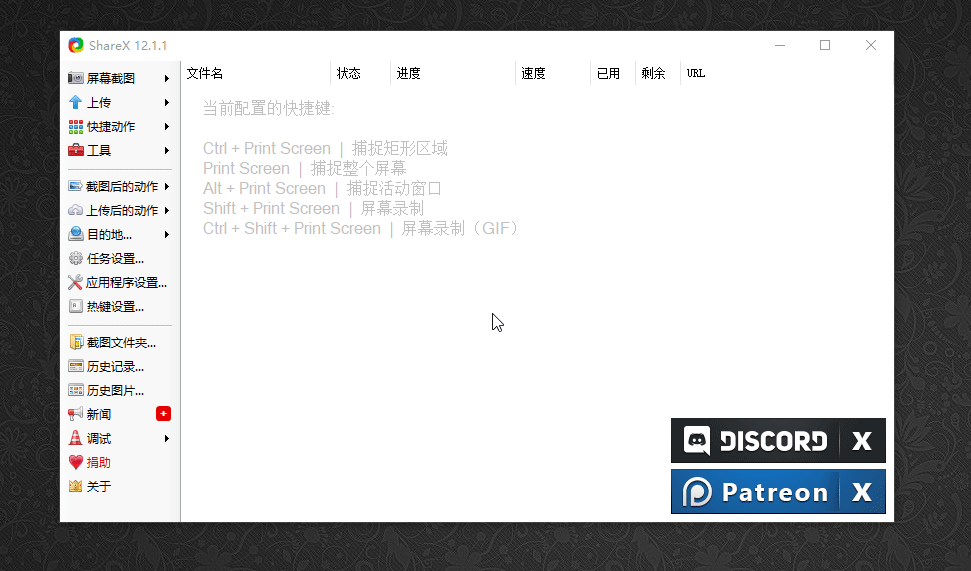 ShareX 12.1.1
屏幕截图
上传
快捷动作
工具
截图后的动作
上传后的动作
目的地...
任务设置...
应用程序设置...
热键设置...
截图文件夹...
历史记录...
历史图片...
新闻
调试
捐助
关于
文件名 状态 进度 速度 已用 剩余 URL
当前配置的快捷键:
Ctrl + Print Screen | 捕捉矩形区域
Print Screen | 捕捉整个屏幕
Alt + Print Screen | 捕捉活动窗口
Shift + Print Screen | 屏幕录制
Ctrl + Shift + Print Screen | 屏幕录制（GIF）
DISCORD X
Patreon X